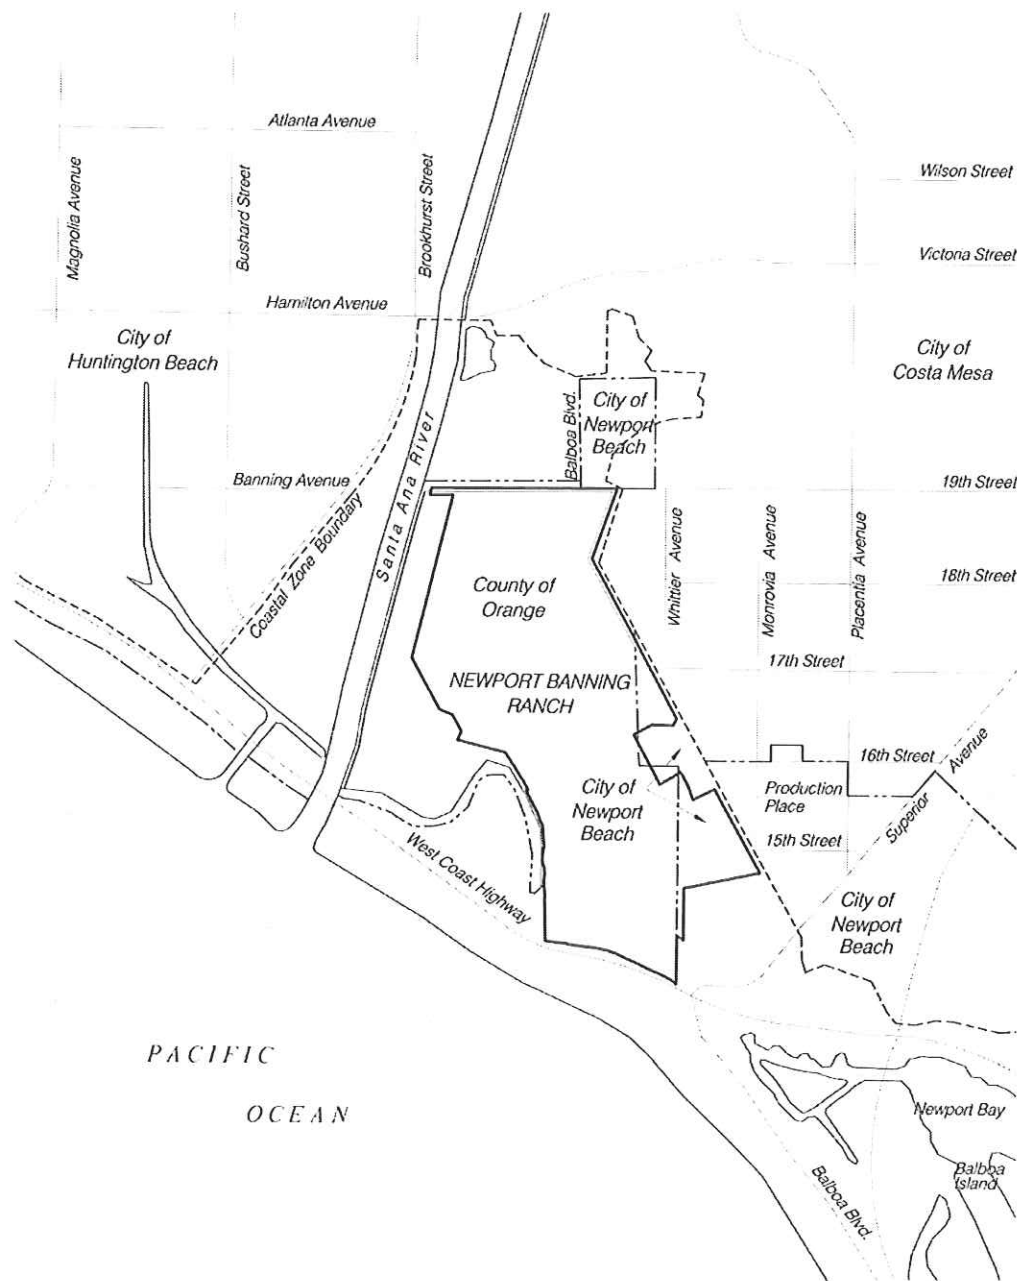 Atlanta Avenue
Magnolia Avenue
Bushard Street
Brookhurst Street
Wilson Street
Victona Street
Hamilton Avenue
City of
Huntington Beach
City of
Costa Mesa
Balboa Blvd.
City of
Newport
Beach
Banning Avenue
Santa Ana River
19th Street
Coastal Zone Boundary
Whittier Avenue
Monrovia Avenue
Placentia Avenue
18th Street
County of
Orange
17th Street
NEWPORT BANNING
RANCH
16th Street
Superior Avenue
City of
Newport
Beach
Production
Place
15th Street
West Coast Highway
City of
Newport
Beach
PACIFIC
OCEAN
Newport Bay
Balboa
Island
Balboa Blvd.